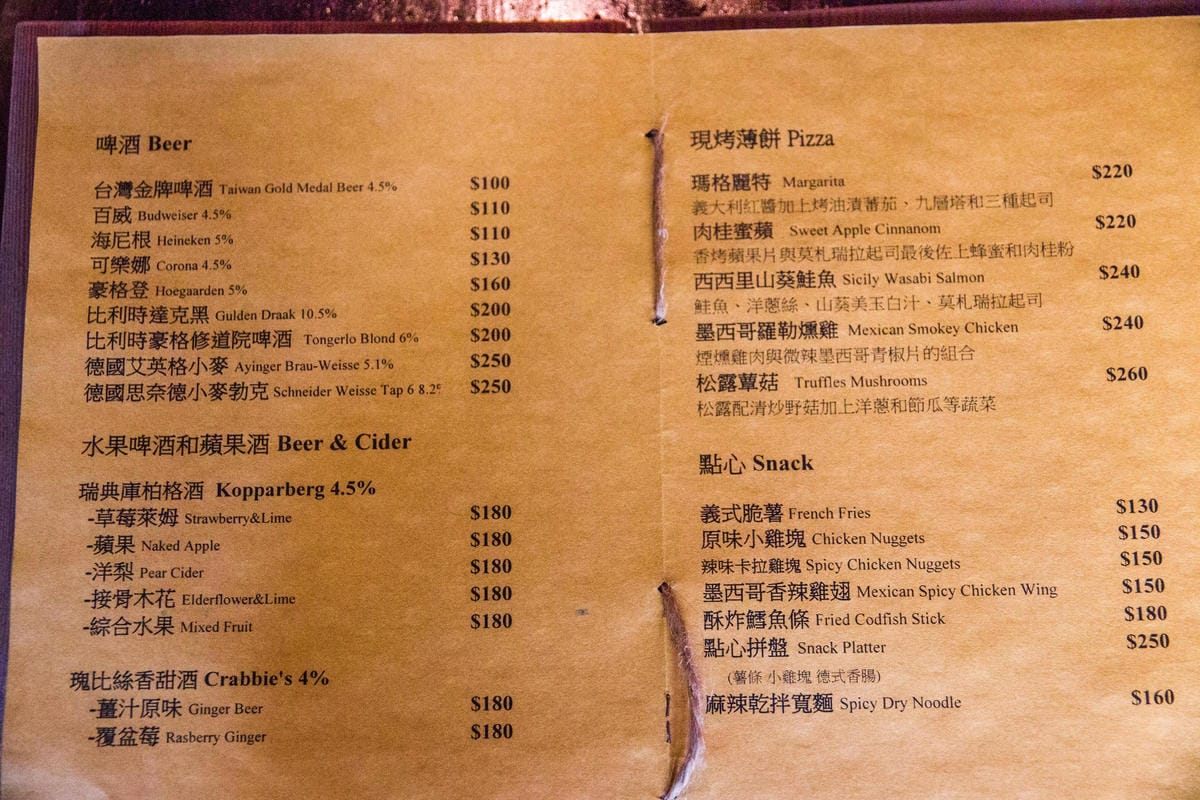 啤酒 Beer
台灣金牌啤酒 Taiwan Gold Medal Beer 4.5% $100
百威 Budweiser 4.5% $110
海尼根 Heineken 5% $110
可樂娜 Corona 4.5% $130
豪格登 Hoegaarden 5% $160
比利時達克黑 Gulden Draak 10.5% $200
比利時豪格修道院啤酒 Tongerlo Blond 6% $200
德國艾英格小麥 Ayinger Brau-Weisse 5.1% $250
德國思奈德小麥勃克 Schneider Weisse Tap 6 8.2 $250
水果啤酒和蘋果酒 Beer & Cider
瑞典庫柏格酒 Kopparberg 4.5%
-草莓萊姆 Strawberry&Lime $180
-蘋果 Naked Apple $180
-洋梨 Pear Cider $180
-接骨木花 Elderflower&Lime $180
-綜合水果 Mixed Fruit $180
瑰比絲香甜酒 Crabbie's 4%
-薑汁原味 Ginger Beer $180
-覆盆莓 Rasberry Ginger $180
現烤薄餅 Pizza
瑪格麗特 Margarita $220
義大利紅醬加上烤油漬蕃茄、九層塔和三種起司
肉桂蜜蘋 Sweet Apple Cinnanom $220
香烤蘋果片與莫札瑞拉起司最後佐上蜂蜜和肉桂粉
西西里山葵鮭魚 Sicily Wasabi Salmon $240
鮭魚、洋蔥絲、山葵美玉白汁、莫札瑞拉起司
墨西哥羅勒燻雞 Mexican Smokey Chicken $240
煙燻雞肉與微辣墨西哥青椒片的組合
松露蕈菇 Truffles Mushrooms $260
松露配清炒野菇加上洋蔥和節瓜等蔬菜
點心 Snack
義式脆薯 French Fries $130
原味小雞塊 Chicken Nuggets $150
辣味卡拉雞塊 Spicy Chicken Nuggets $150
墨西哥香辣雞翅 Mexican Spicy Chicken Wing $150
酥炸鱈魚條 Fried Codfish Stick $180
點心拼盤 Snack Platter $250
(薯條 小雞塊 德式香腸)
麻辣乾拌寬麵 Spicy Dry Noodle $160